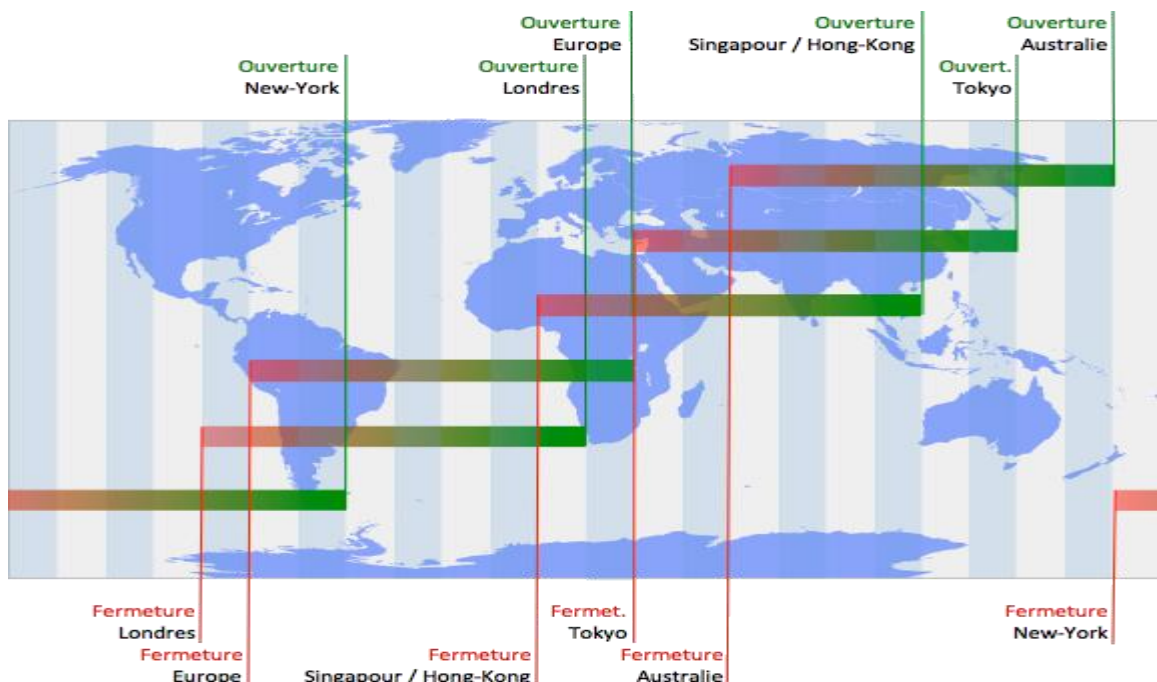 Ouverture
Europe
Ouverture
Singapour / Hong-Kong
Ouverture
Australie
Ouverture
New-York
Ouverture
Londres
Ouvert.
Tokyo
Fermeture
Londres
Fermet.
Tokyo
Fermeture
New-York
Fermeture
Europe
Fermeture
Singapour / Hong-Kong
Fermeture
Australie